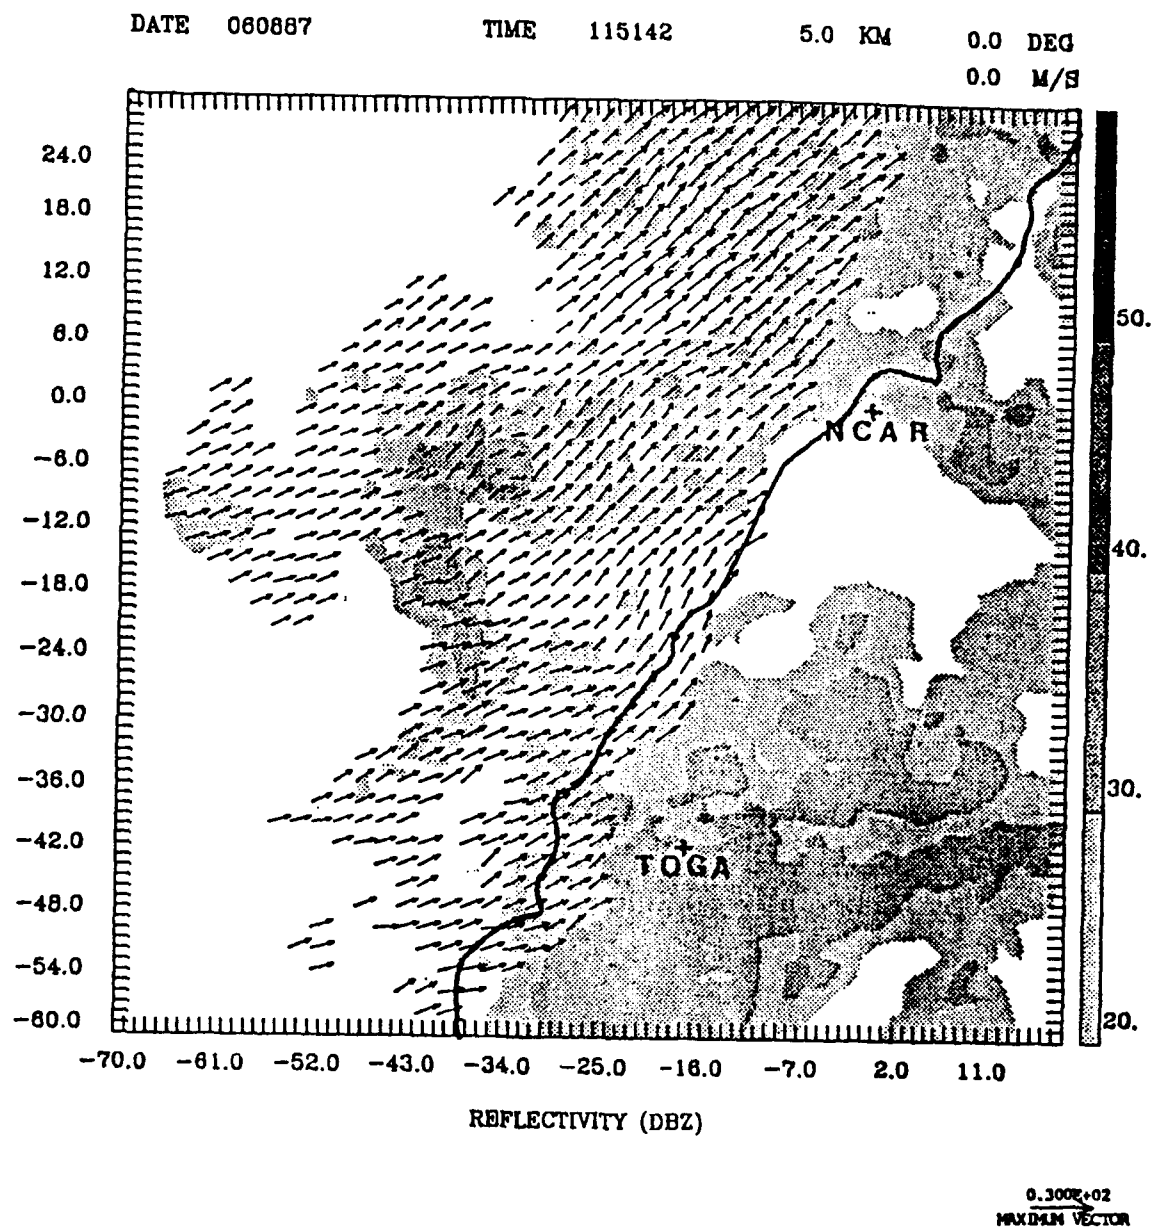 DATE 060887 TIME 115142 5.0 KM 0.0 DEG
0.0 M/S
24.0
18.0
12.0
6.0
0.0
-6.0
-12.0
-18.0
-24.0
-30.0
-36.0
-42.0
-48.0
-54.0
-60.0
NCAR
TOGA
50.
40.
30.
20.
-70.0 -61.0 -52.0 -43.0 -34.0 -25.0 -16.0 -7.0 2.0 11.0
REFLECTIVITY (DBZ)
0.300E+02
MAXIMUM VECTOR